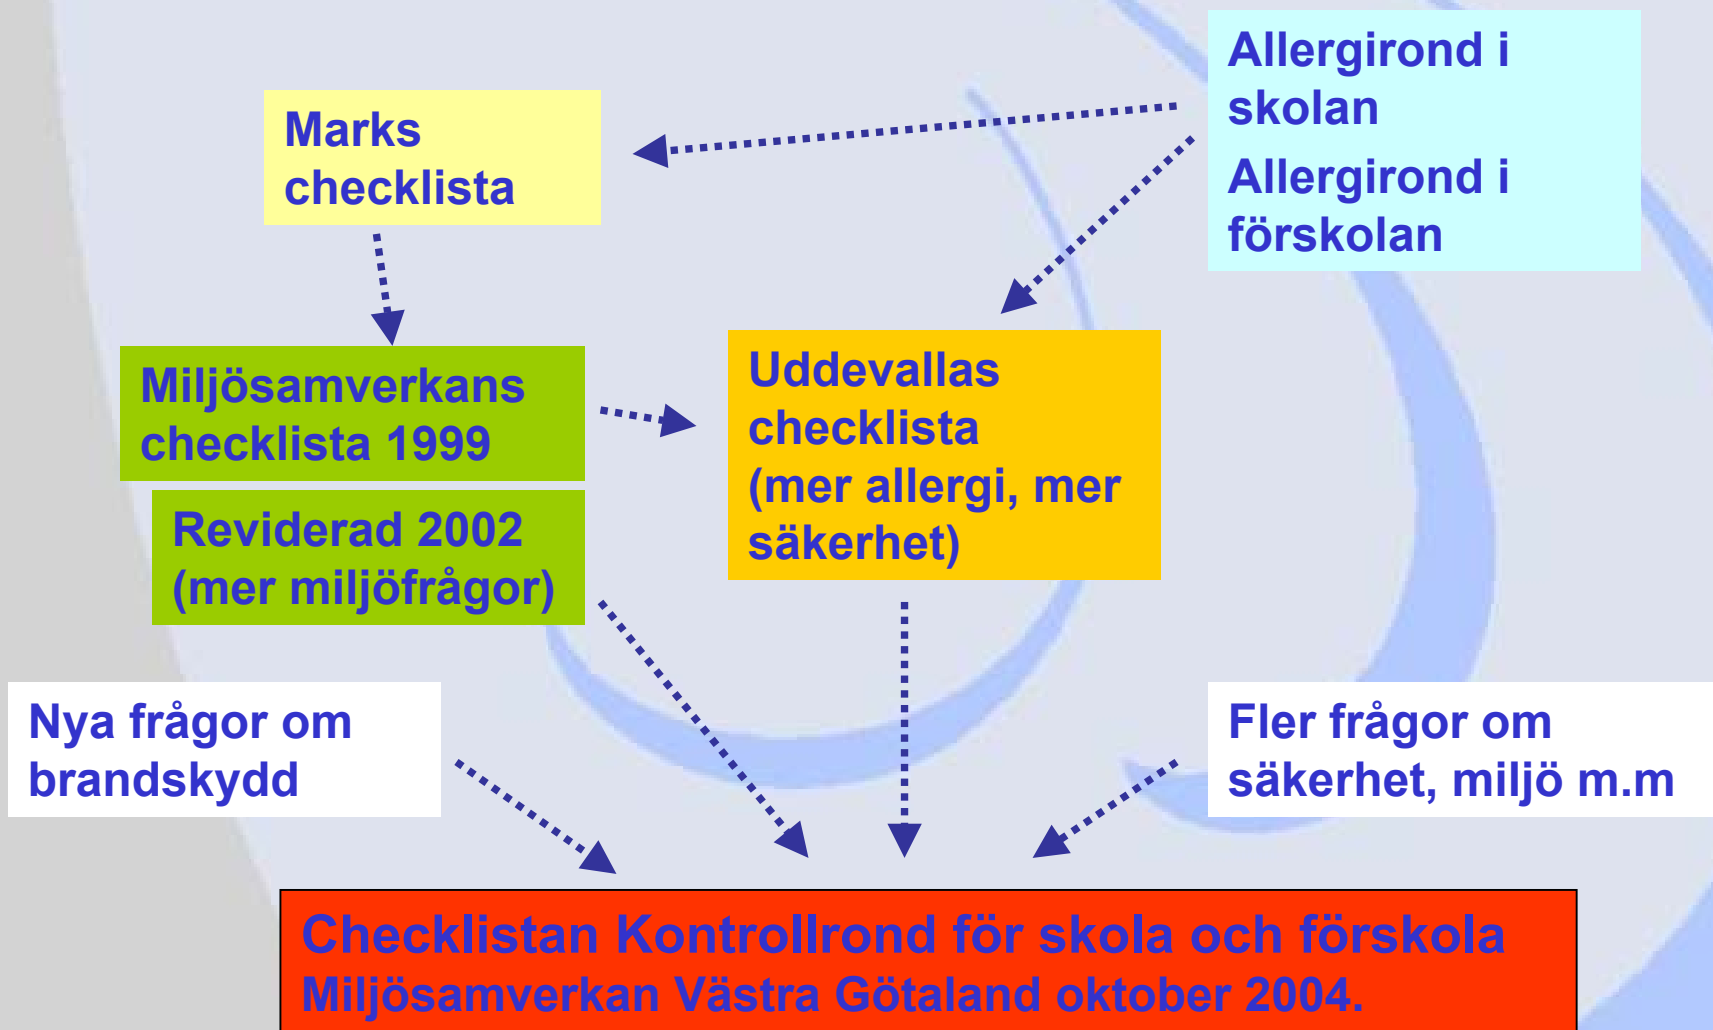 Allergirond i
skolan
Allergirond i
förskolan
Marks
checklista
Miljösamverkans
checklista 1999
Reviderad 2002
(mer miljöfrågor)
Uddevallas
checklista
(mer allergi, mer
säkerhet)
Nya frågor om
brandskydd
Fler frågor om
säkerhet, miljö m.m
Checklistan Kontrollrond för skola och förskola
Miljösamverkan Västra Götaland oktober 2004.